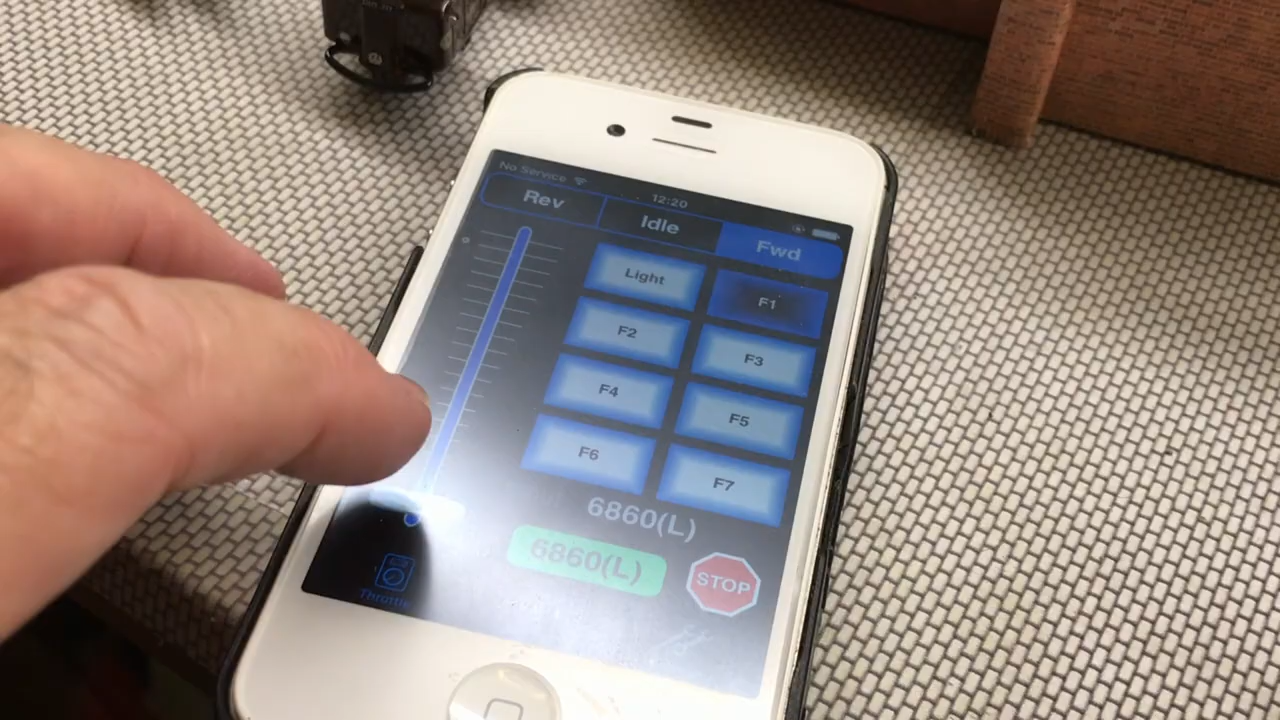 No Service
12:20
Rev Idle Fwd
Light F1
F2 F3
F4 F5
F6 F7
6860(L)
6860(L)
STOP
Throttle